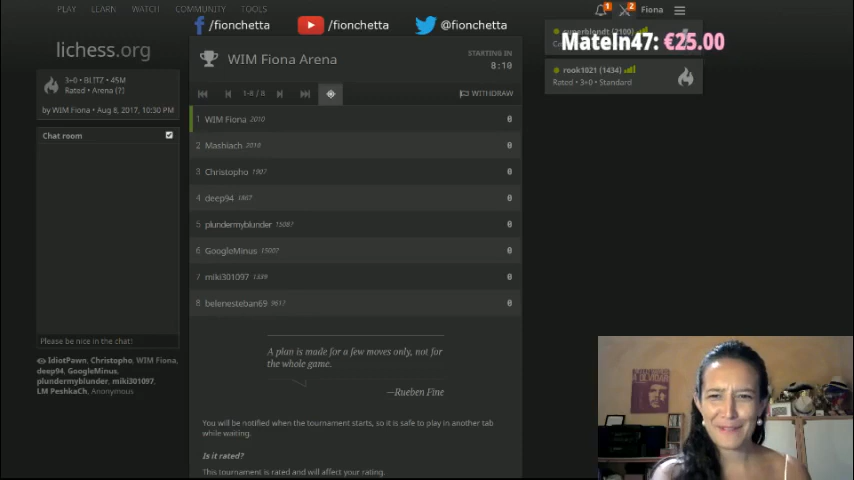 PLAY LEARN WATCH COMMUNITY TOOLS
1 2 Fiona
/fionchetta /fionchetta @fionchetta
lichess.org
3+0 • BLITZ • 45M
Rated • Arena (?)
by WIM Fiona • Aug 8, 2017, 10:30 PM
Chat room
Please be nice in the chat!
IdiotPawn, Christopho, WIM Fiona,
deep94, GoogleMinus,
plundermyblunder, miki301097,
LM PeshkaCh, Anonymous
WIM Fiona Arena
STARTING IN
8:10
1-8 / 8
WITHDRAW
1 WIM Fiona 2010 0
2 Mashiach 2018 0
3 Christopho 0
4 deep94 0
5 plundermyblunder 0
6 GoogleMinus 0
7 miki301097 0
8 belenesteban69 0
A plan is made for a few moves only, not for
the whole game.
—Rueben Fine
You will be notified when the tournament starts, so it is safe to play in another tab
while waiting.
Is it rated?
This tournament is rated and will affect your rating.
(2100)
MateIn47: €25.00
rook1021 (1434)
Rated • 3+0 • Standard